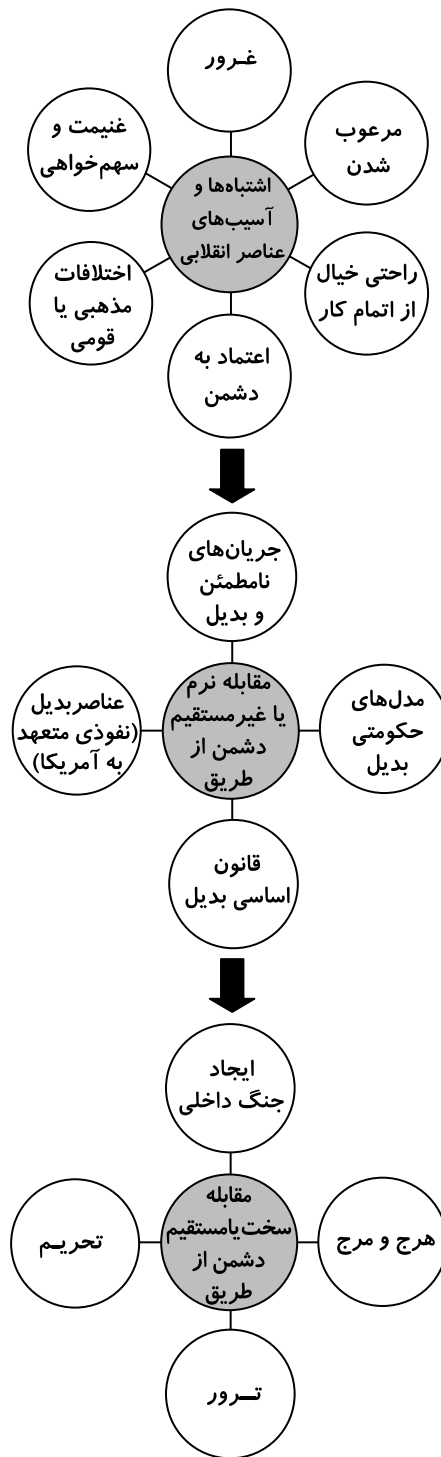 غـرور
مرعوب
شدن
غنیمت و
سهم‌خواهی
اشتباه‌ها و
آسیب‌های
عناصر انقلابی
راحتی خیال
از اتمام کار
اختلافات
مذهبی یا
قومی
اعتماد به
دشمن
جریان‌های
نامطمئن
و بدیل
مقابله نرم
یا غیرمستقیم
دشمن از
طریق
مدل‌های
حکومتی
بدیل
عناصربدیل
(نفوذی متعهد
به آمریکا)
قانون
اساسی بدیل
ایجاد
جنگ داخلی
مقابله
سخت‌یامستقیم
دشمن از
طریق
هرج و مرج
تحریـم
تــرور